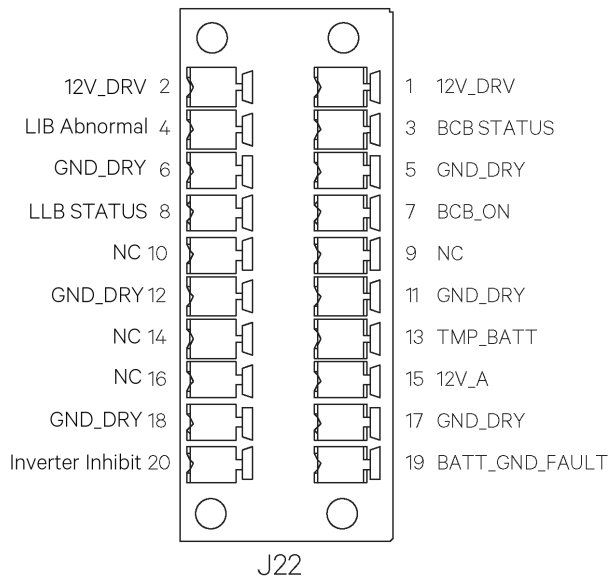 12V_DRV 2 1 12V_DRV
LIB Abnormal 4 3 BCB STATUS
GND_DRY 6 5 GND_DRY
LLB STATUS 8 7 BCB_ON
NC 10 9 NC
GND_DRY 12 11 GND_DRY
NC 14 13 TMP_BATT
NC 16 15 12V_A
GND_DRY 18 17 GND_DRY
Inverter Inhibit 20 19 BATT_GND_FAULT
J22